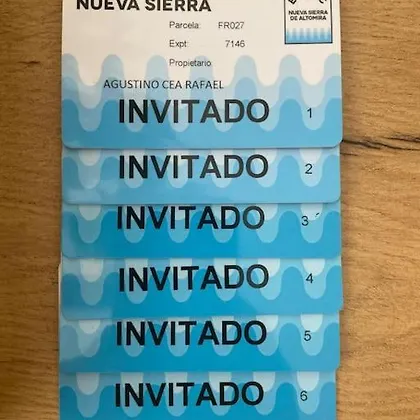 NUEVA SIERRA
Parcela: FR027
Expt: 7146
Propietario
AGUSTINO CEA RAFAEL
NUEVA SIERRA
DE ALTOMIRA
INVITADO 1
INVITADO 2
INVITADO 3
INVITADO 4
INVITADO 5
INVITADO 6